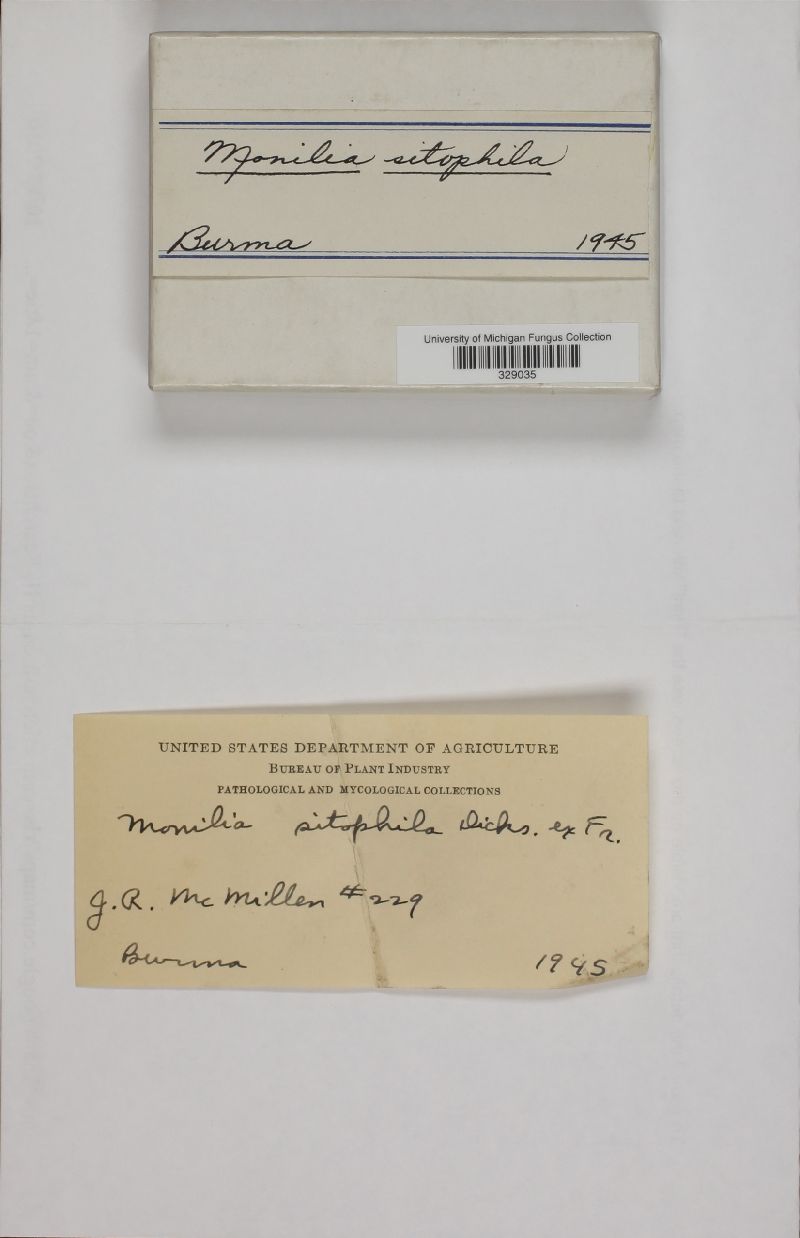 Monilia sitophila
Burma 1945
University of Michigan Fungus Collection
329035
UNITED STATES DEPARTMENT OF AGRICULTURE
BUREAU OF PLANT INDUSTRY
PATHOLOGICAL AND MYCOLOGICAL COLLECTIONS
Monilia sitophila Dicks. ex Fr.
J.R. McMillen #229
Burma 1945